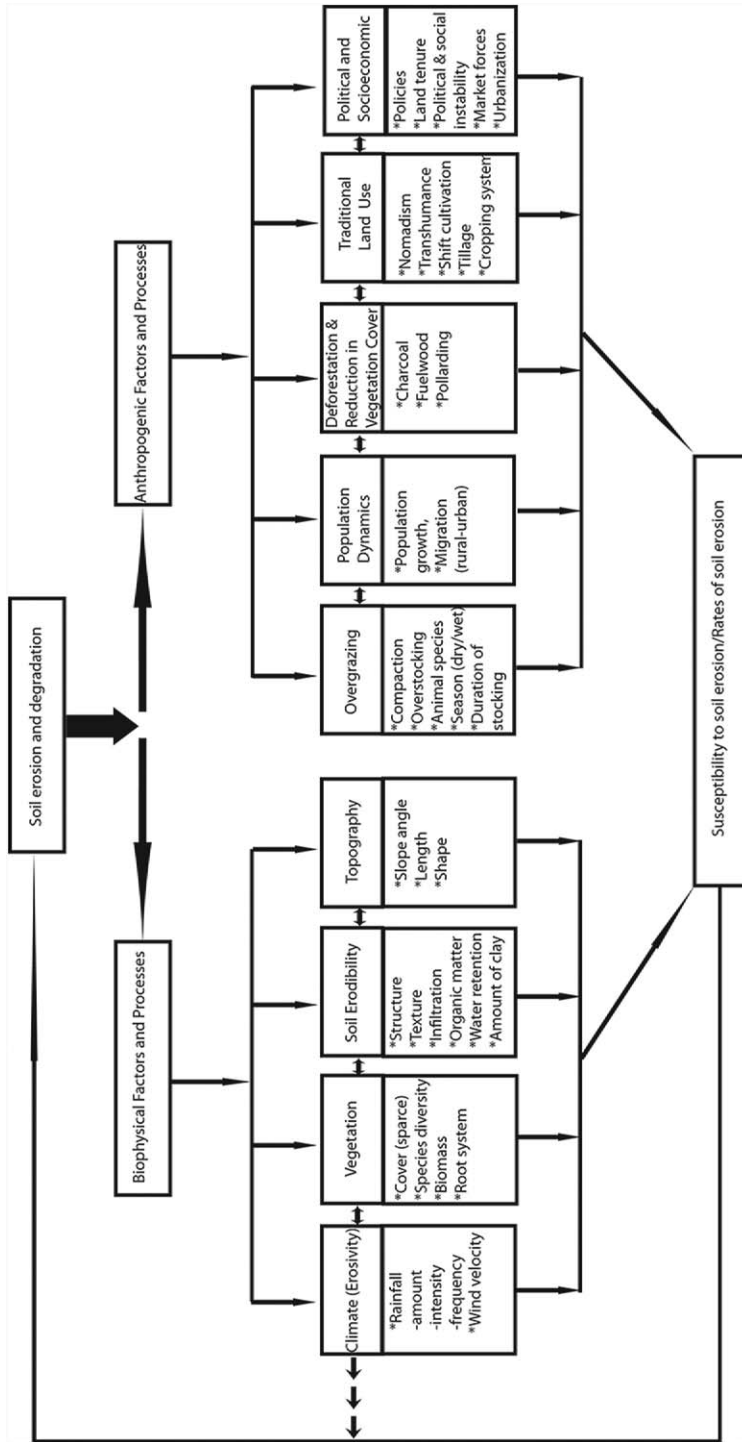 Soil erosion and degradation
Biophysical Factors and Processes
Anthropogenic Factors and Processes
Climate (Erosivity)
*Rainfall
-amount
-intensity
-frequency
*Wind velocity
Vegetation
*Cover (sparce)
*Species diversity
*Biomass
*Root system
Soil Erodibility
*Structure
*Texture
*Infiltration
*Organic matter
*Water retention
*Amount of clay
Topography
*Slope angle
*Length
*Shape
Overgrazing
*Compaction
*Overstocking
*Animal species
*Season (dry/wet)
*Duration of
stocking
Population
Dynamics
*Population
growth,
*Migration
(rural-urban)
Deforestation &
Reduction in
Vegetation Cover
*Charcoal
*Fuelwood
*Pollarding
Traditional
Land Use
*Nomadism
*Transhumance
*Shift cultivation
*Tillage
*Cropping system
Political and
Socioeconomic
*Policies
*Land tenure
*Political & social
instability
*Market forces
*Urbanization
Susceptibility to soil erosion/Rates of soil erosion